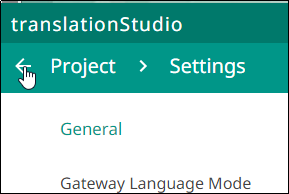 translationStudio
Project > Settings
General
Gateway Language Mode